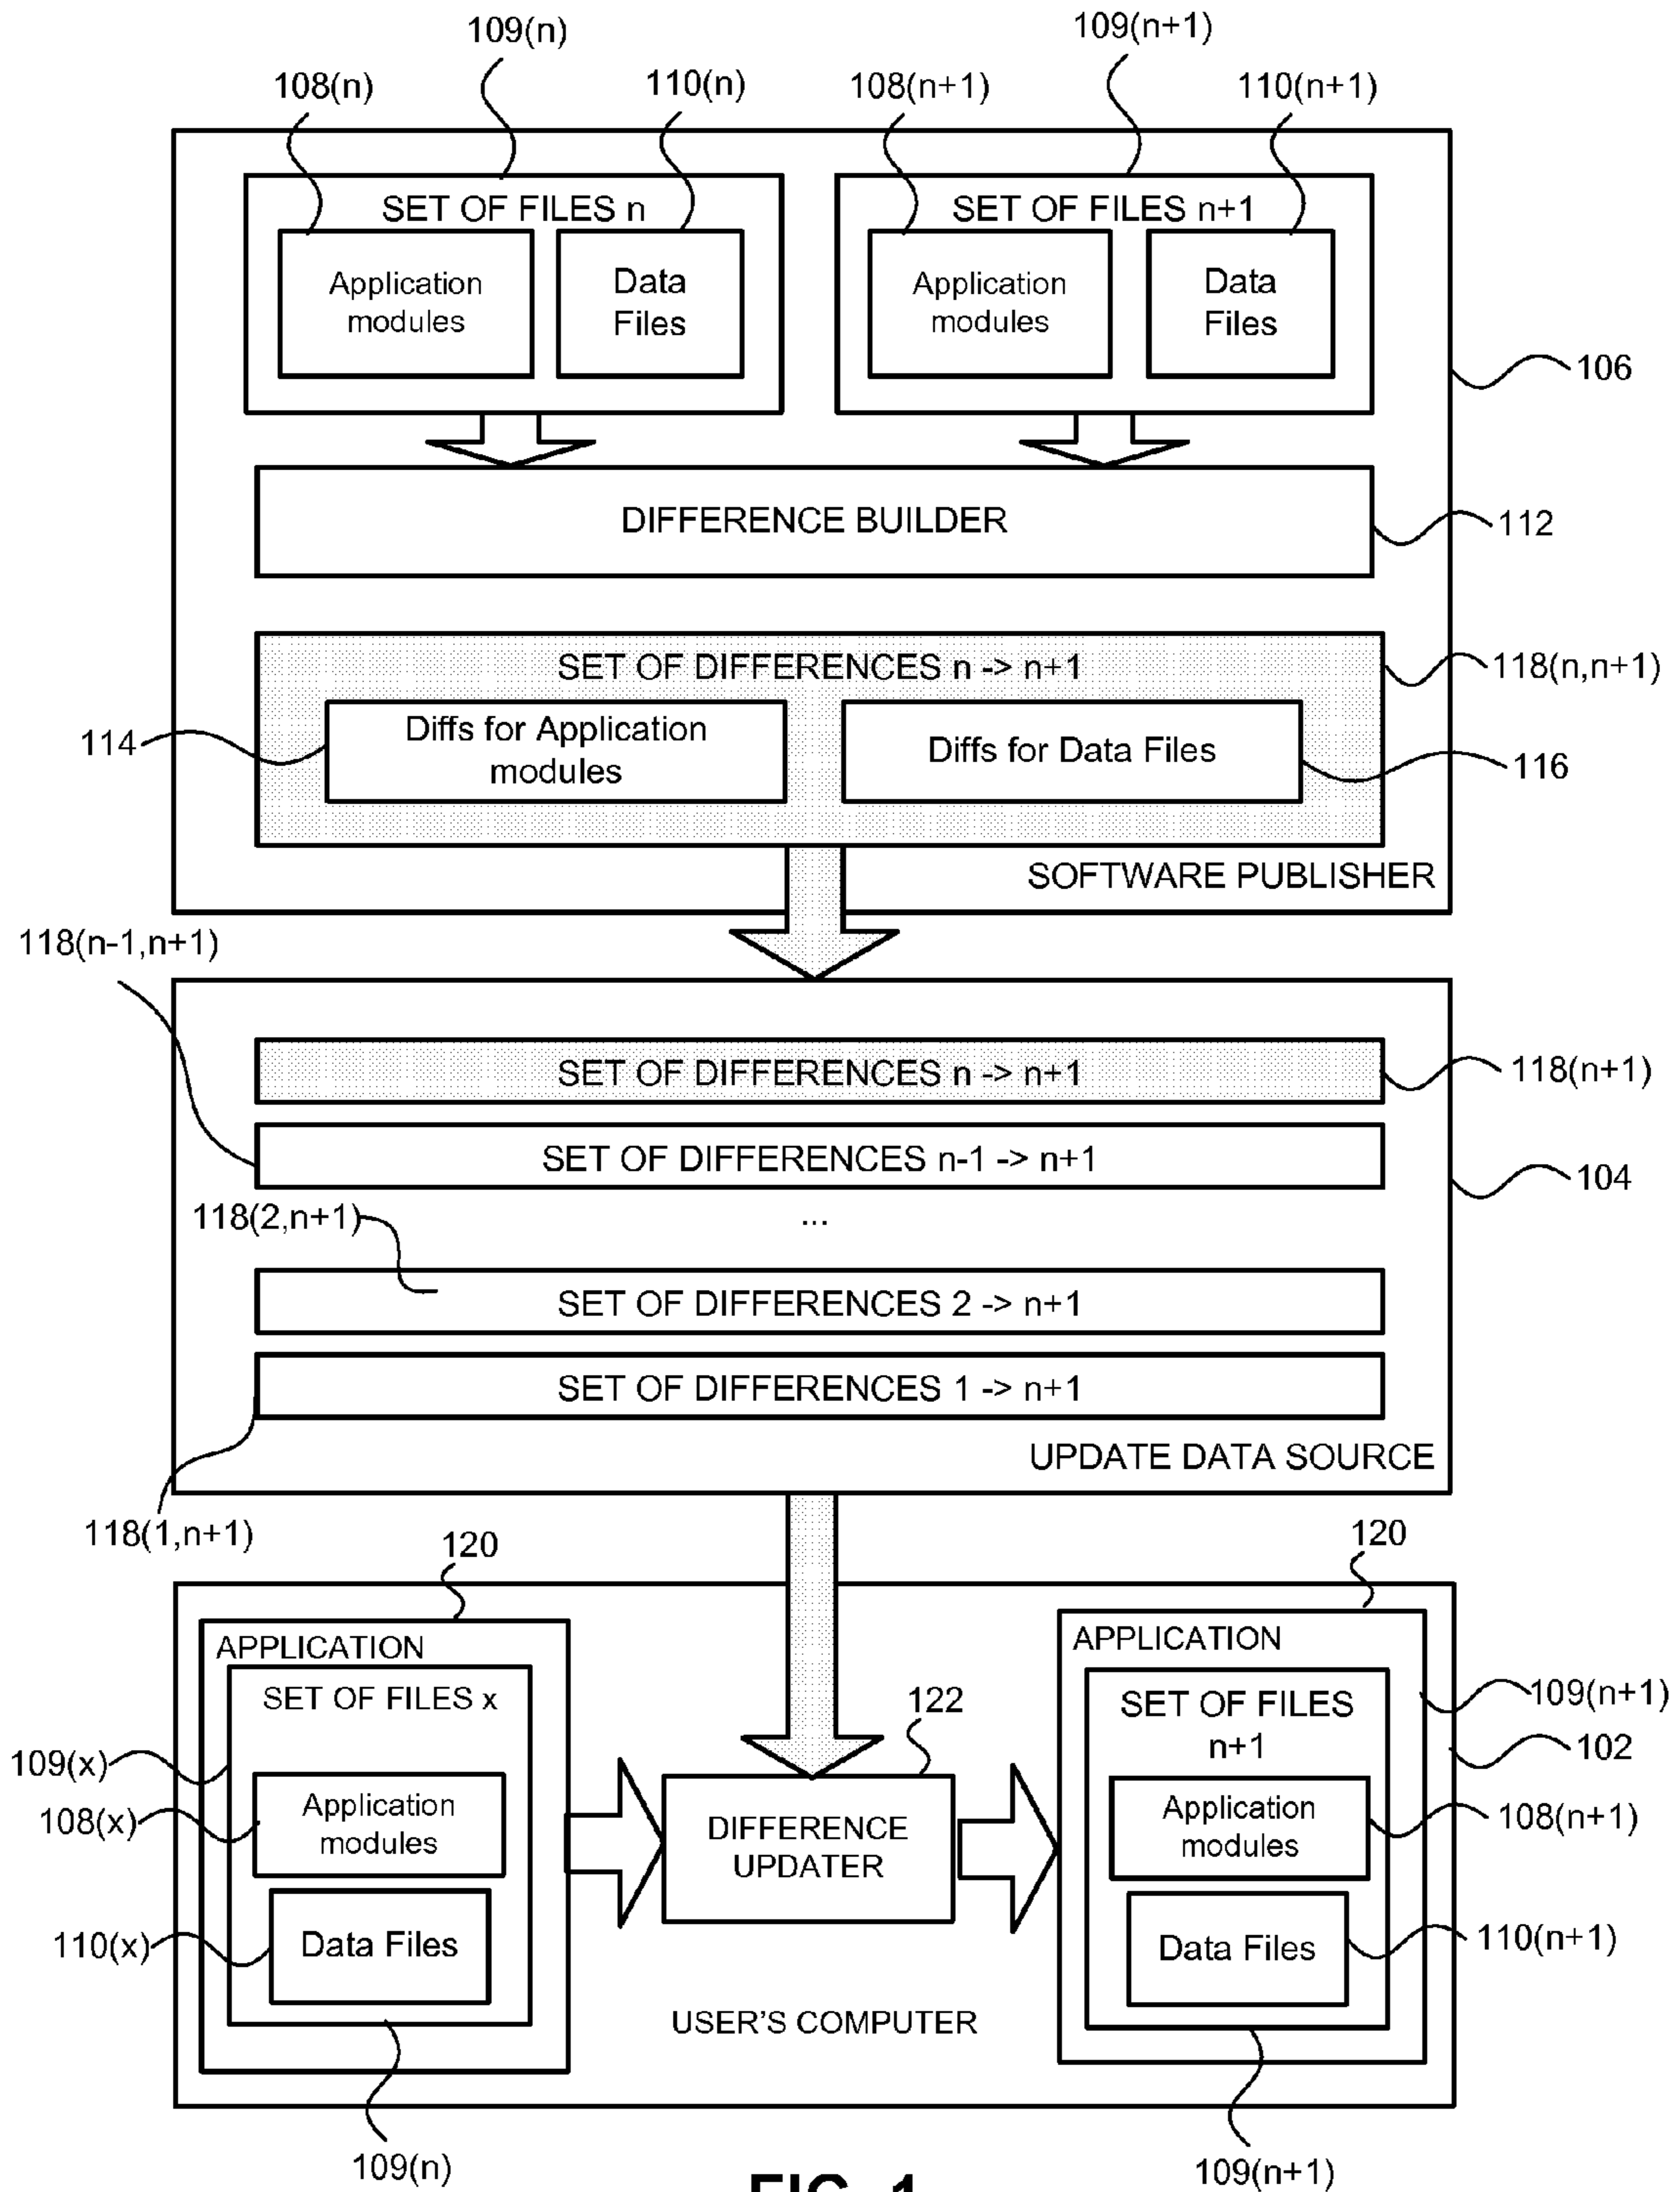 109(n)
109(n+1)
108(n)
110(n)
108(n+1)
110(n+1)
SET OF FILES n
SET OF FILES n+1
Application
modules
Data
Files
Application
modules
Data
Files
106
DIFFERENCE BUILDER
112
SET OF DIFFERENCES n -> n+1
118(n,n+1)
114
Diffs for Application
modules
Diffs for Data Files
116
SOFTWARE PUBLISHER
118(n-1,n+1)
SET OF DIFFERENCES n -> n+1
118(n+1)
SET OF DIFFERENCES n-1 -> n+1
104
118(2,n+1)
...
SET OF DIFFERENCES 2 -> n+1
SET OF DIFFERENCES 1 -> n+1
UPDATE DATA SOURCE
118(1,n+1)
120
120
APPLICATION
SET OF FILES x
109(x)
108(x)
Application
modules
110(x)
Data Files
109(n)
122
DIFFERENCE
UPDATER
USER'S COMPUTER
APPLICATION
SET OF FILES
n+1
109(n+1)
102
Application
modules
108(n+1)
Data Files
110(n+1)
109(n+1)
FIG. 1